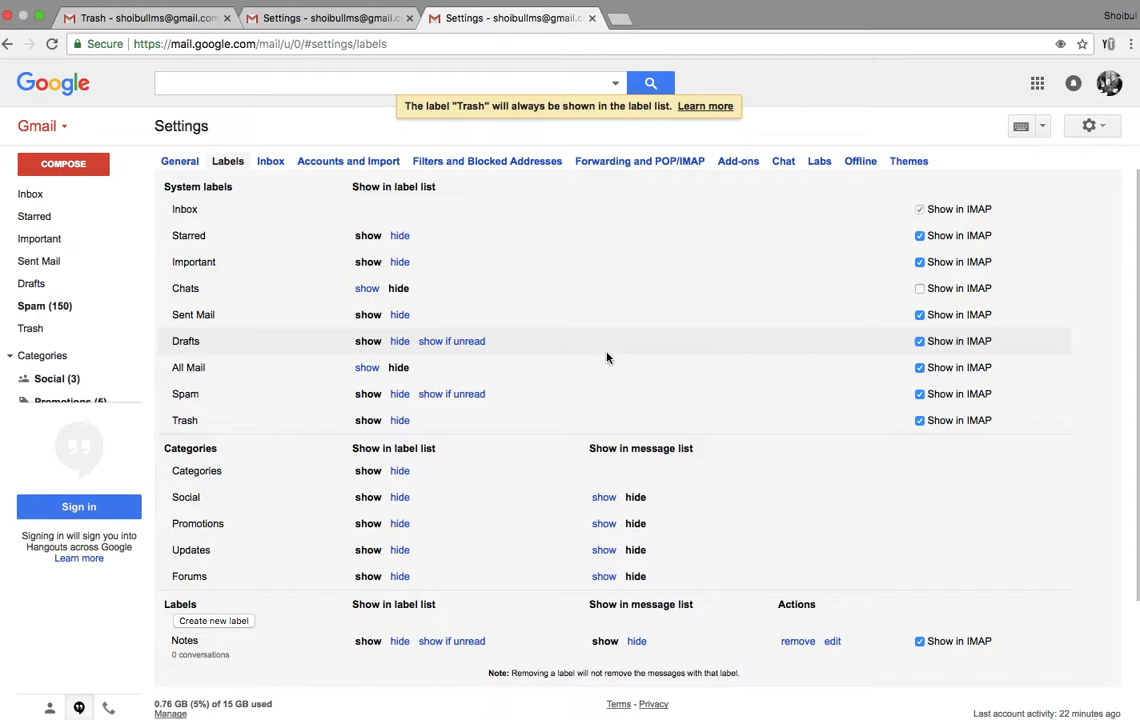 Trash - shoibullms@gmail.com
Settings - shoibullms@gmail.c
Settings - shoibullms@gmail.c
Shoibul
Secure | https://mail.google.com/mail/u/0/#settings/labels
Google
The label "Trash" will always be shown in the label list. Learn more
Gmail
Settings
COMPOSE
General Labels Inbox Accounts and Import Filters and Blocked Addresses Forwarding and POP/IMAP Add-ons Chat Labs Offline Themes
Inbox
Starred
Important
Sent Mail
Drafts
Spam (150)
Trash
Categories
Social (3)
Promotions (5)
Sign in
Signing in will sign you into
Hangouts across Google
Learn more
System labels Show in label list
Inbox Show in IMAP
Starred show hide Show in IMAP
Important show hide Show in IMAP
Chats show hide Show in IMAP
Sent Mail show hide Show in IMAP
Drafts show hide show if unread Show in IMAP
All Mail show hide Show in IMAP
Spam show hide show if unread Show in IMAP
Trash show hide Show in IMAP
Categories Show in label list Show in message list
Categories show hide
Social show hide show hide
Promotions show hide show hide
Updates show hide show hide
Forums show hide show hide
Labels Show in label list Show in message list Actions
Create new label
Notes show hide show if unread show hide remove edit Show in IMAP
0 conversations
Note: Removing a label will not remove the messages with that label.
0.76 GB (5%) of 15 GB used
Manage
Terms - Privacy
Last account activity: 22 minutes ago